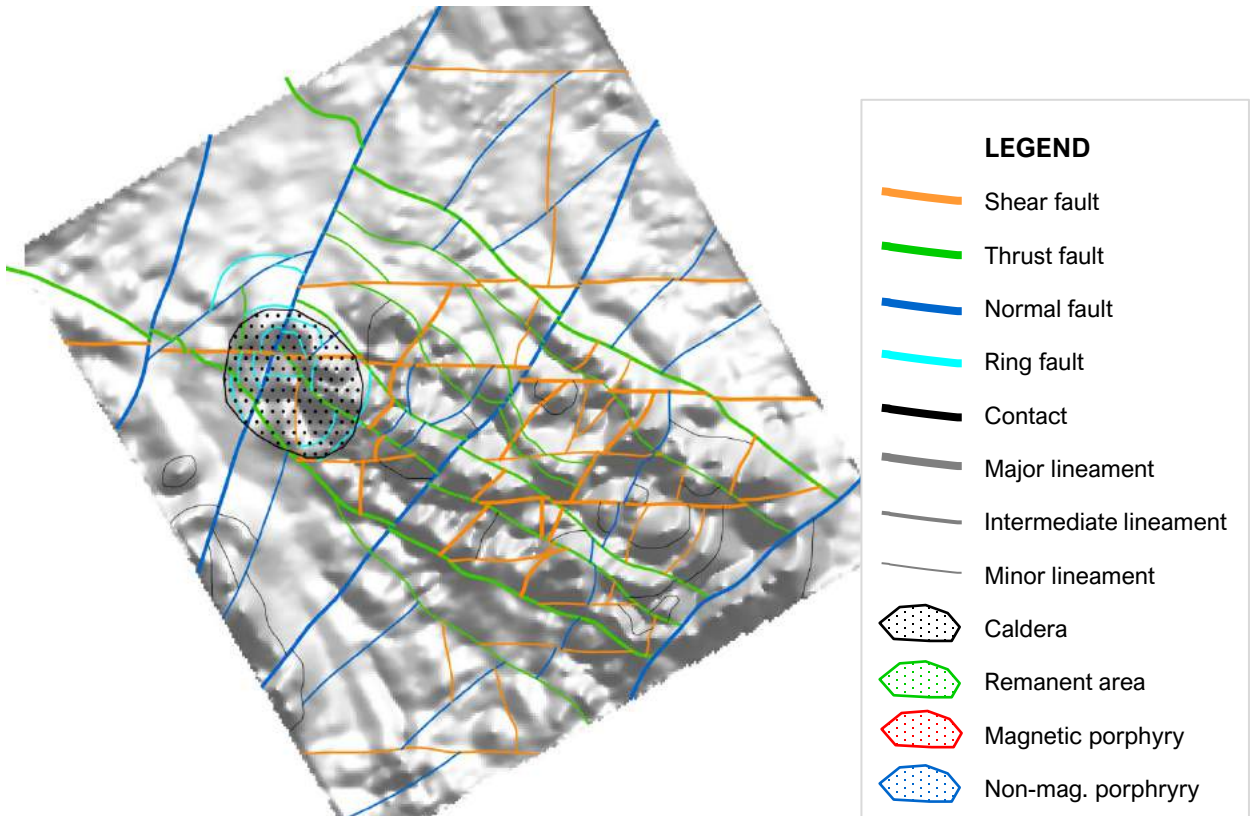 LEGEND
Shear fault
Thrust fault
Normal fault
Ring fault
Contact
Major lineament
Intermediate lineament
Minor lineament
Caldera
Remanent area
Magnetic porphyry
Non-mag. porphryry